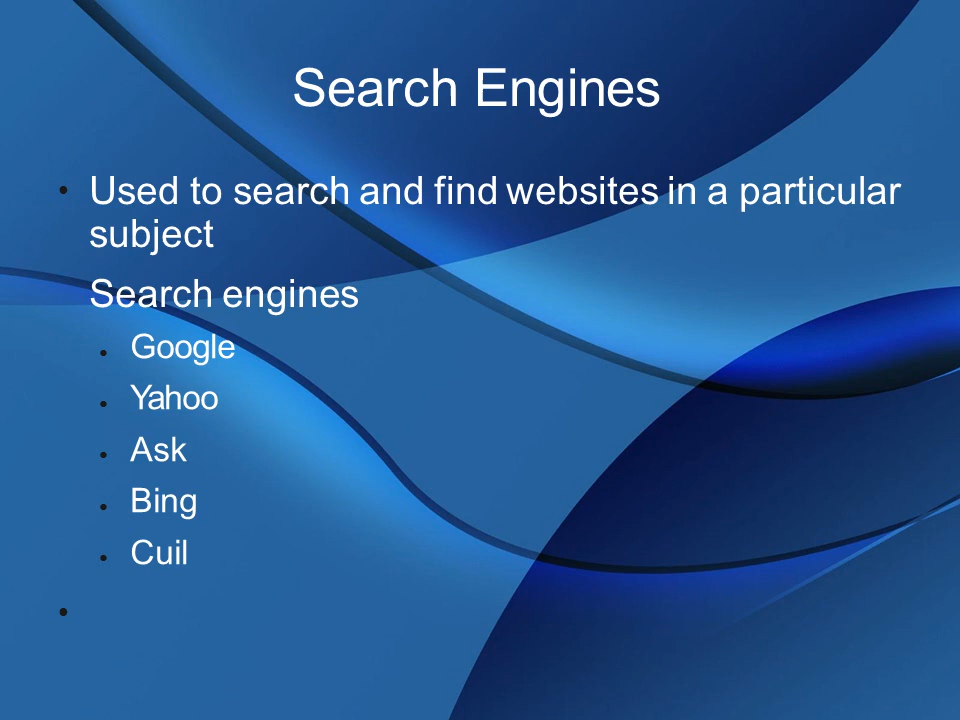 Search Engines
• Used to search and find websites in a particular
subject
Search engines
• Google
• Yahoo
• Ask
• Bing
• Cuil
•